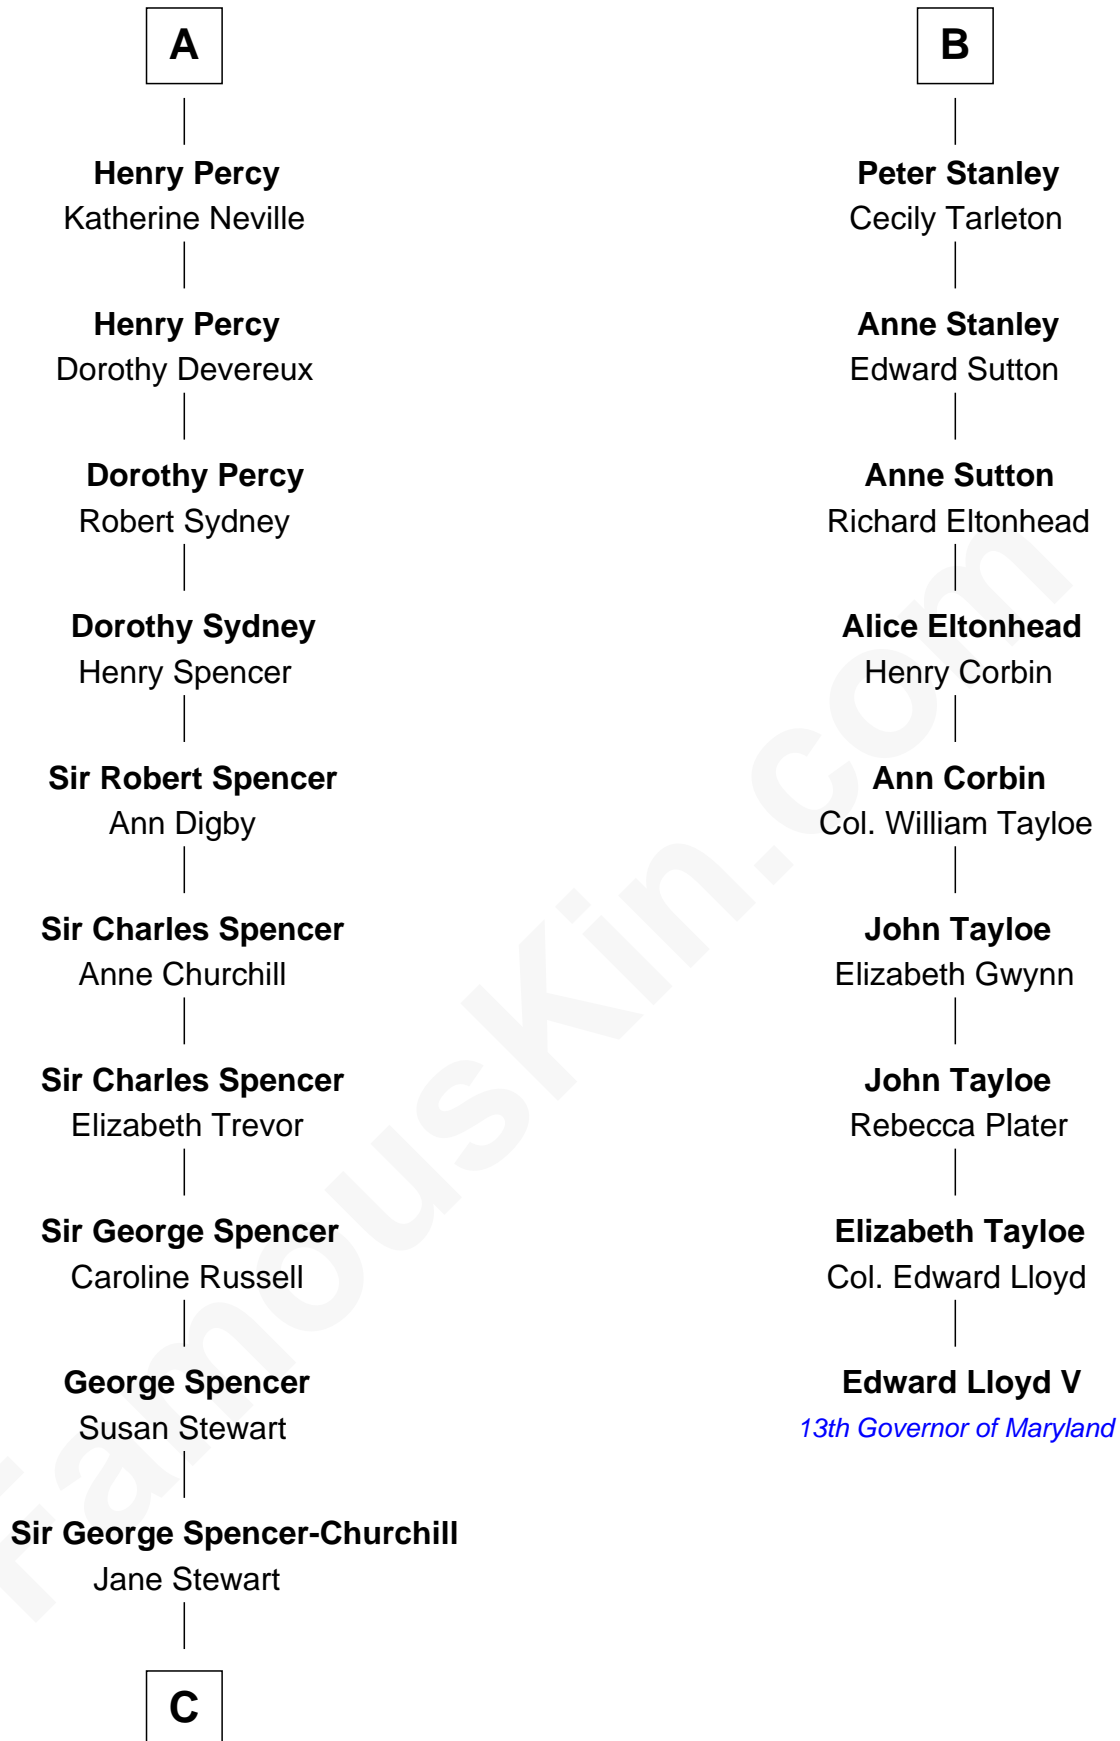 A
Henry Percy
Katherine Neville
Henry Percy
Dorothy Devereux
Dorothy Percy
Robert Sydney
Dorothy Sydney
Henry Spencer
Sir Robert Spencer
Ann Digby
Sir Charles Spencer
Anne Churchill
Sir Charles Spencer
Elizabeth Trevor
Sir George Spencer
Caroline Russell
George Spencer
Susan Stewart
Sir George Spencer-Churchill
Jane Stewart
C
B
Peter Stanley
Cecily Tarleton
Anne Stanley
Edward Sutton
Anne Sutton
Richard Eltonhead
Alice Eltonhead
Henry Corbin
Ann Corbin
Col. William Tayloe
John Tayloe
Elizabeth Gwynn
John Tayloe
Rebecca Plater
Elizabeth Tayloe
Col. Edward Lloyd
Edward Lloyd V
13th Governor of Maryland
FamousKin.com